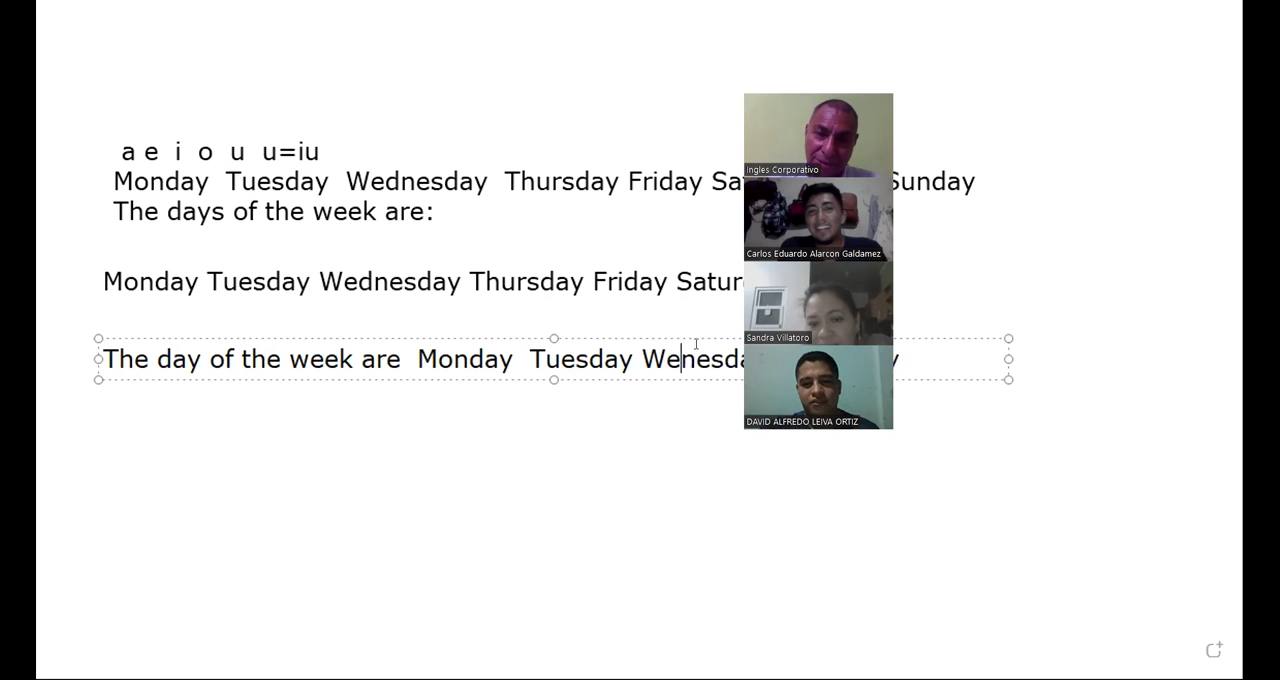 a e i o u u=iu
Monday Tuesday Wednesday Thursday Friday Sunday
The days of the week are:
Monday Tuesday Wednesday Thursday Friday
The day of the week are Monday Tuesday Wenesda
Ingles Corporativo
Carlos Eduardo Alarcon Galdamez
Sandra Villatoro
DAVID ALFREDO LEIVA ORTIZ